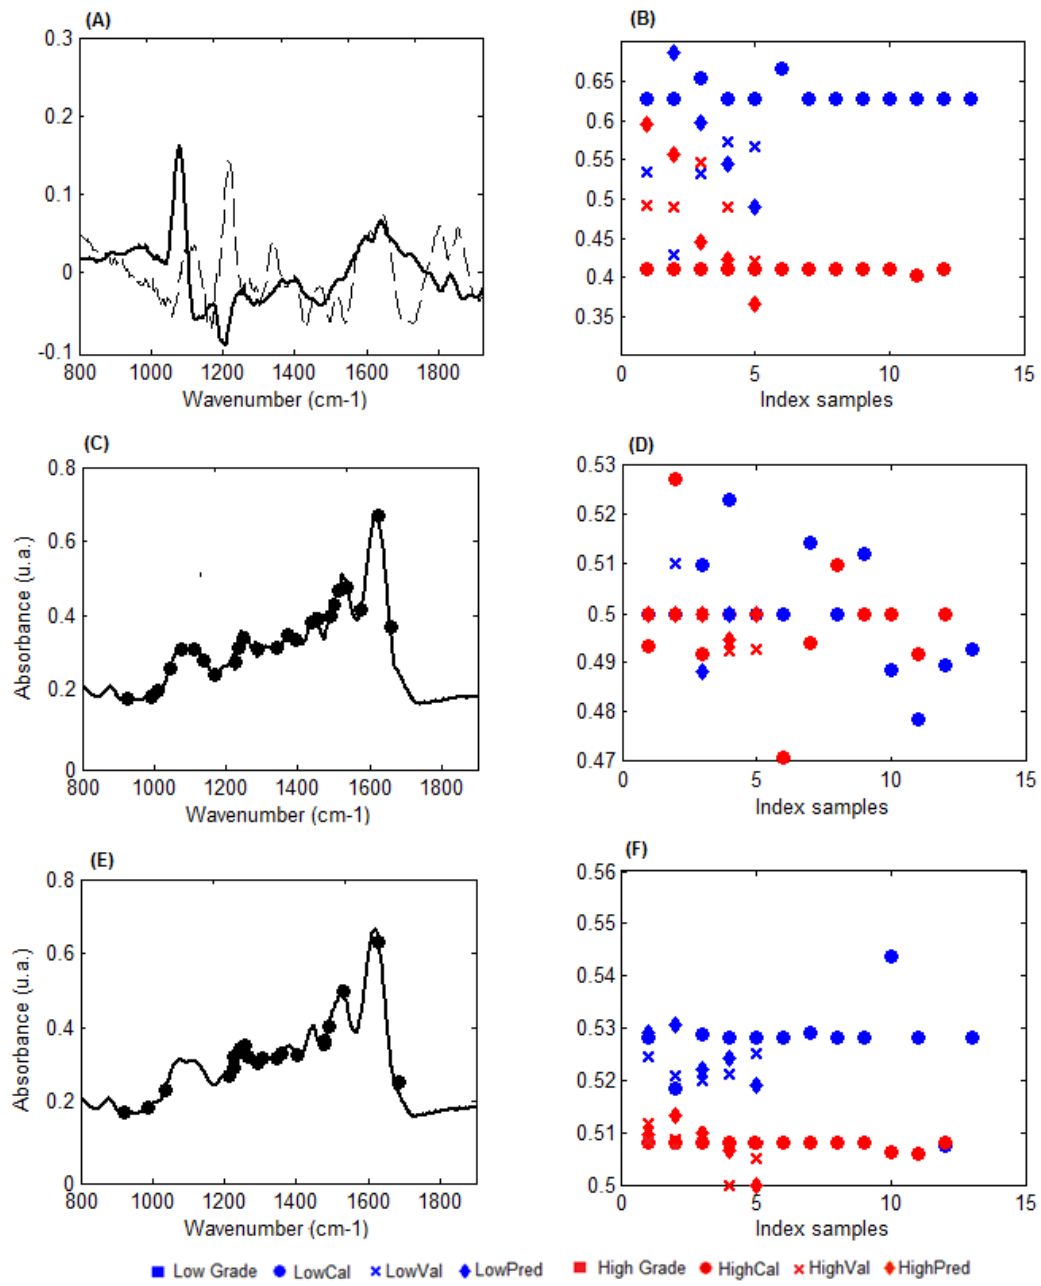 (A)
0.3
0.2
0.1
0
-0.1
800 1000 1200 1400 1600 1800
Wavenumber (cm-1)
(B)
0.65
0.6
0.55
0.5
0.45
0.4
0.35
0 5 10 15
Index samples
(C)
0.8
0.6
0.4
0.2
0
Absorbance (u.a.)
800 1000 1200 1400 1600 1800
Wavenumber (cm-1)
(D)
0.53
0.52
0.51
0.5
0.49
0.48
0.47
0 5 10 15
Index samples
(E)
0.8
0.6
0.4
0.2
0
Absorbance (u.a.)
800 1000 1200 1400 1600 1800
Wavenumber (cm-1)
(F)
0.56
0.55
0.54
0.53
0.52
0.51
0.5
0 5 10 15
Index samples
Low Grade LowCal LowVal LowPred High Grade HighCal HighVal HighPred